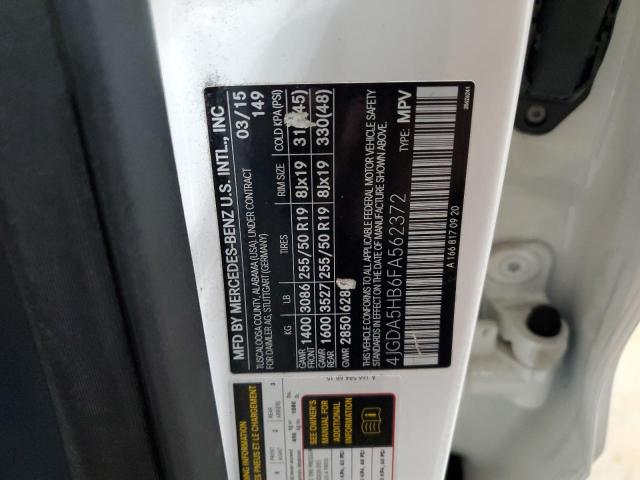 MFD BY MERCEDES-BENZ U.S. INTL., INC
TUSCALOOSA COUNTY, ALABAMA (USA), UNDER CONTRACT
FOR DAIMLER AG, STUTTGART (GERMANY)
03/15
149
KG LB TIRES RIM SIZE COLD KPA (PSI)
GAWR FRONT 1400 3086 255/50 R19 8Jx19 (45)
GAWR REAR 1600 3527 255/50 R19 8Jx19 330(48)
GVWR 2850
THIS VEHICLE CONFORMS TO ALL APPLICABLE FEDERAL MOTOR VEHICLE SAFETY
STANDARDS IN EFFECT ON THE DATE OF MANUFACTURE SHOWN ABOVE.
4JGDA5HB6FA562372 TYPE: MPV
A 166 817 09 20
SEE OWNER'S
MANUAL FOR
ADDITIONAL
INFORMATION